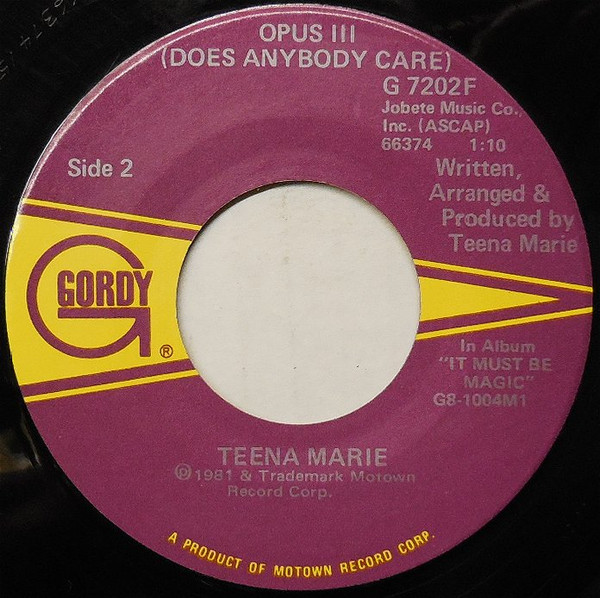 OPUS III
(DOES ANYBODY CARE)
G 7202F
Jobete Music Co.,
Inc. (ASCAP)
66374 1:10
Side 2
Written,
Arranged &
Produced by
Teena Marie
GORDY
®
In Album
"IT MUST BE
MAGIC"
G8-1004M1
TEENA MARIE
℗ 1981 & Trademark Motown
Record Corp.
A PRODUCT OF MOTOWN RECORD CORP.